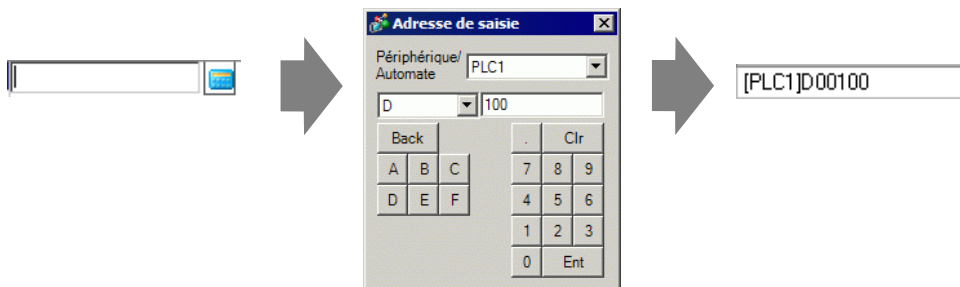 Adresse de saisie
Périphérique/
Automate
PLC1
D
100
Back
. Clr
A B C 7 8 9
D E F 4 5 6
1 2 3
0 Ent
[PLC1]D00100